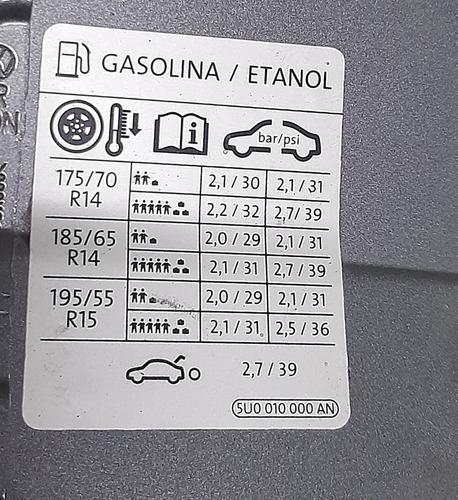 GASOLINA / ETANOL
bar/psi
175/70 R14 2,1 / 30 2,1 / 31
2,2 / 32 2,7/ 39
185/65 R14 2,0 / 29 2,1 / 31
2,1 / 31 2,7 / 39
195/55 R15 2,0 / 29 2,1 / 31
2,1 / 31 2,5 / 36
2,7 / 39
5U0 010 000 AN